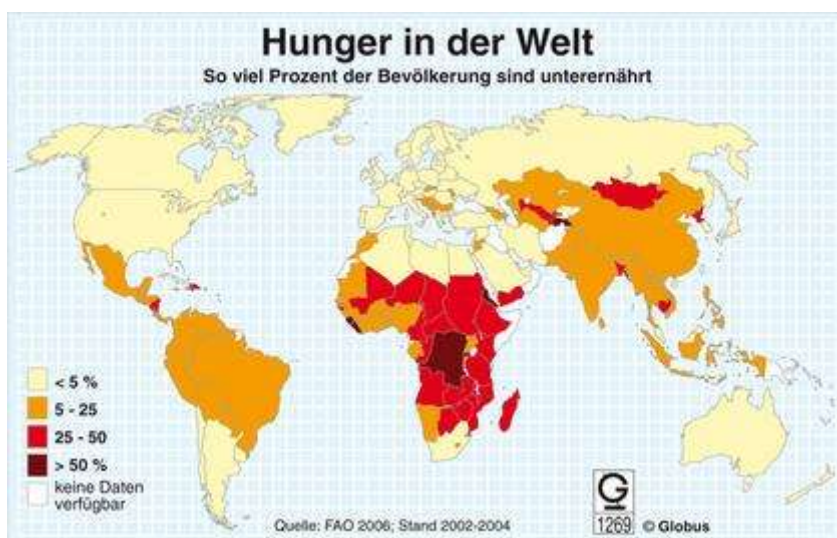 Hunger in der Welt
So viel Prozent der Bevölkerung sind unterernährt
< 5 %
5 - 25
25 - 50
> 50 %
keine Daten
verfügbar
Quelle: FAO 2006; Stand 2002-2004
G
1269 © Globus